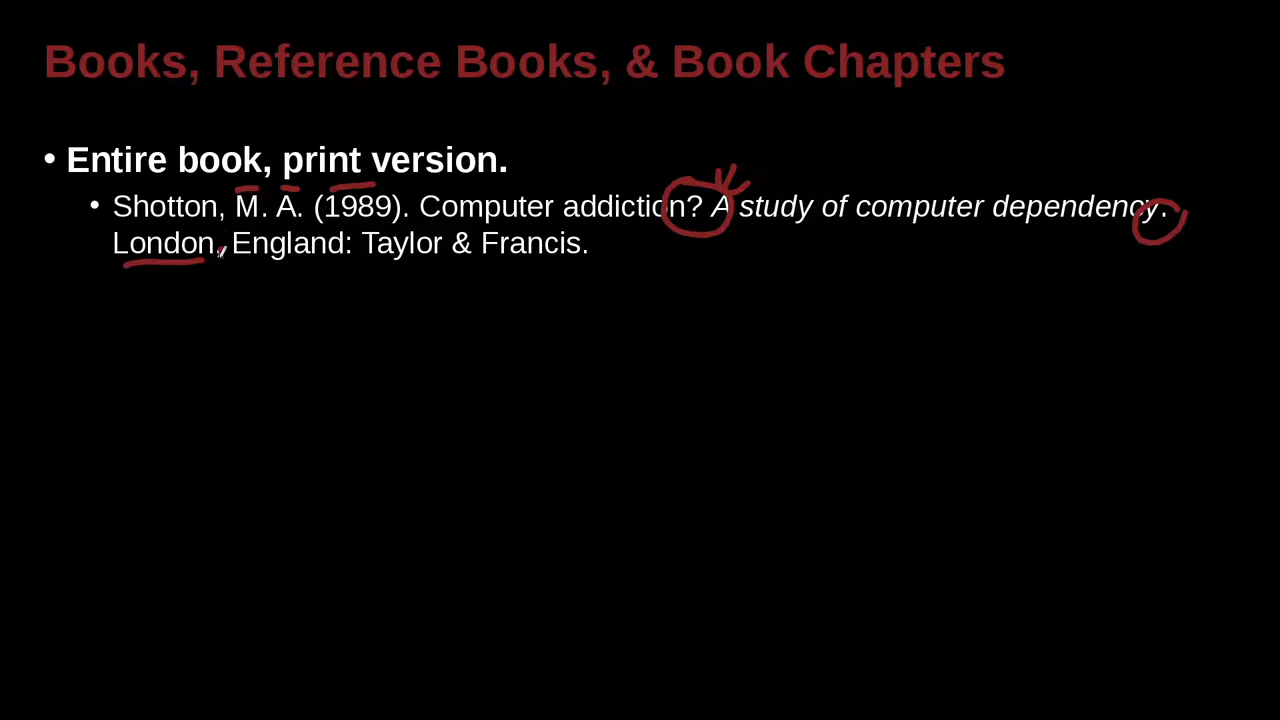 Books, Reference Books, & Book Chapters
• Entire book, print version.
• Shotton, M. A. (1989). Computer addiction? A study of computer dependency.
London, England: Taylor & Francis.